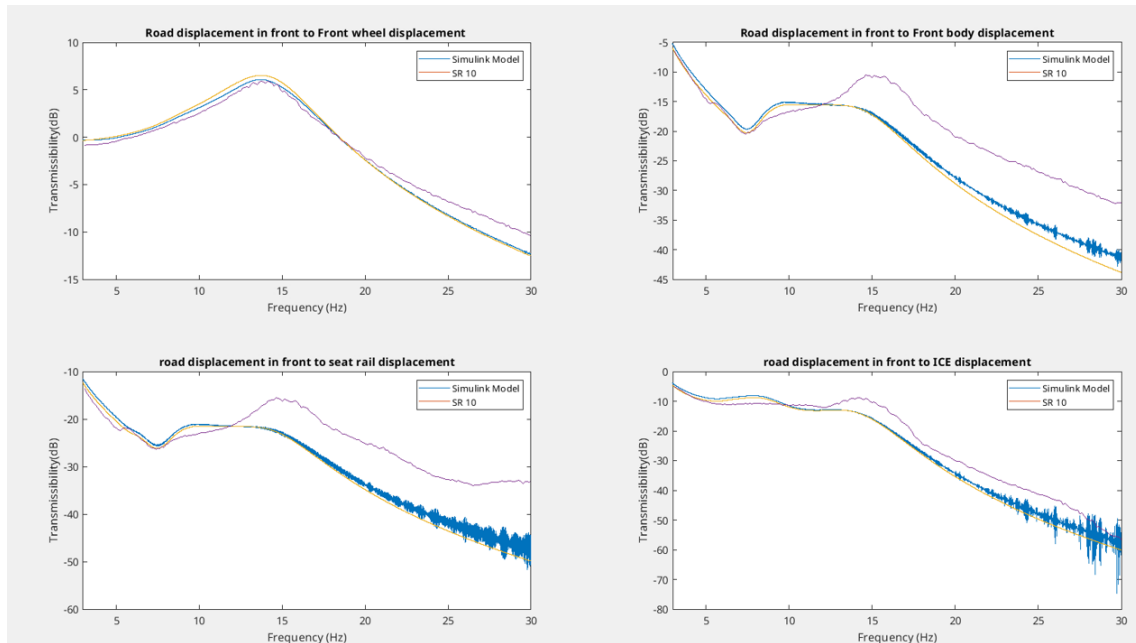 Road displacement in front to Front wheel displacement
Simulink Model
SR 10
10
5
0
-5
-10
-15
Transmissibility(dB)
5
10
15
20
25
30
Frequency (Hz)
Road displacement in front to Front body displacement
Simulink Model
SR 10
-5
-10
-15
-20
-25
-30
-35
-40
-45
Transmissibility(dB)
5
10
15
20
25
30
Frequency (Hz)
road displacement in front to seat rail displacement
Simulink Model
SR 10
-10
-20
-30
-40
-50
-60
Transmissibility(dB)
5
10
15
20
25
30
Frequency (Hz)
road displacement in front to ICE displacement
Simulink Model
SR 10
0
-10
-20
-30
-40
-50
-60
-70
-80
Transmissibility(dB)
5
10
15
20
25
30
Frequency (Hz)